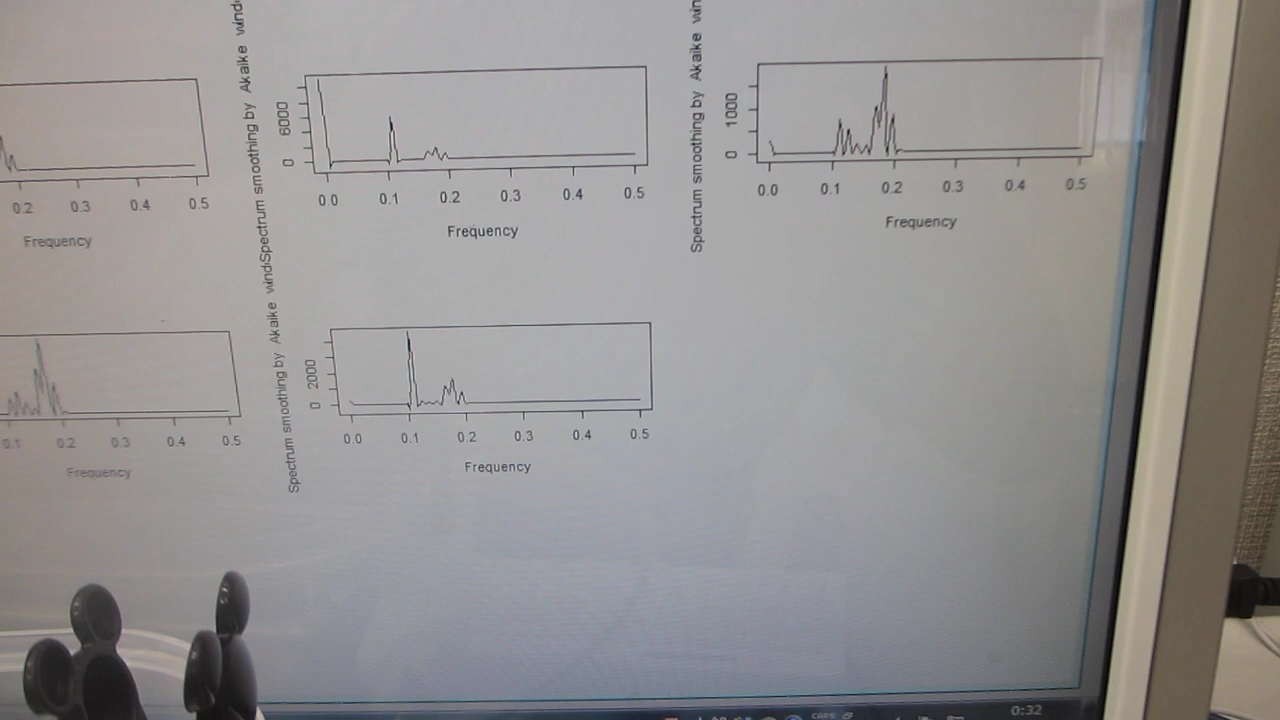 Spectrum smoothing by Akaike
6000
0
0.0 0.1 0.2 0.3 0.4 0.5
Frequency
Spectrum smoothing by Akaike
1000
0
0.0 0.1 0.2 0.3 0.4 0.5
Frequency
0.2 0.3 0.4 0.5
Frequency
Spectrum smoothing by Akaike
2000
0
0.0 0.1 0.2 0.3 0.4 0.5
Frequency
0.1 0.2 0.3 0.4 0.5
Frequency
CAPS
0:32